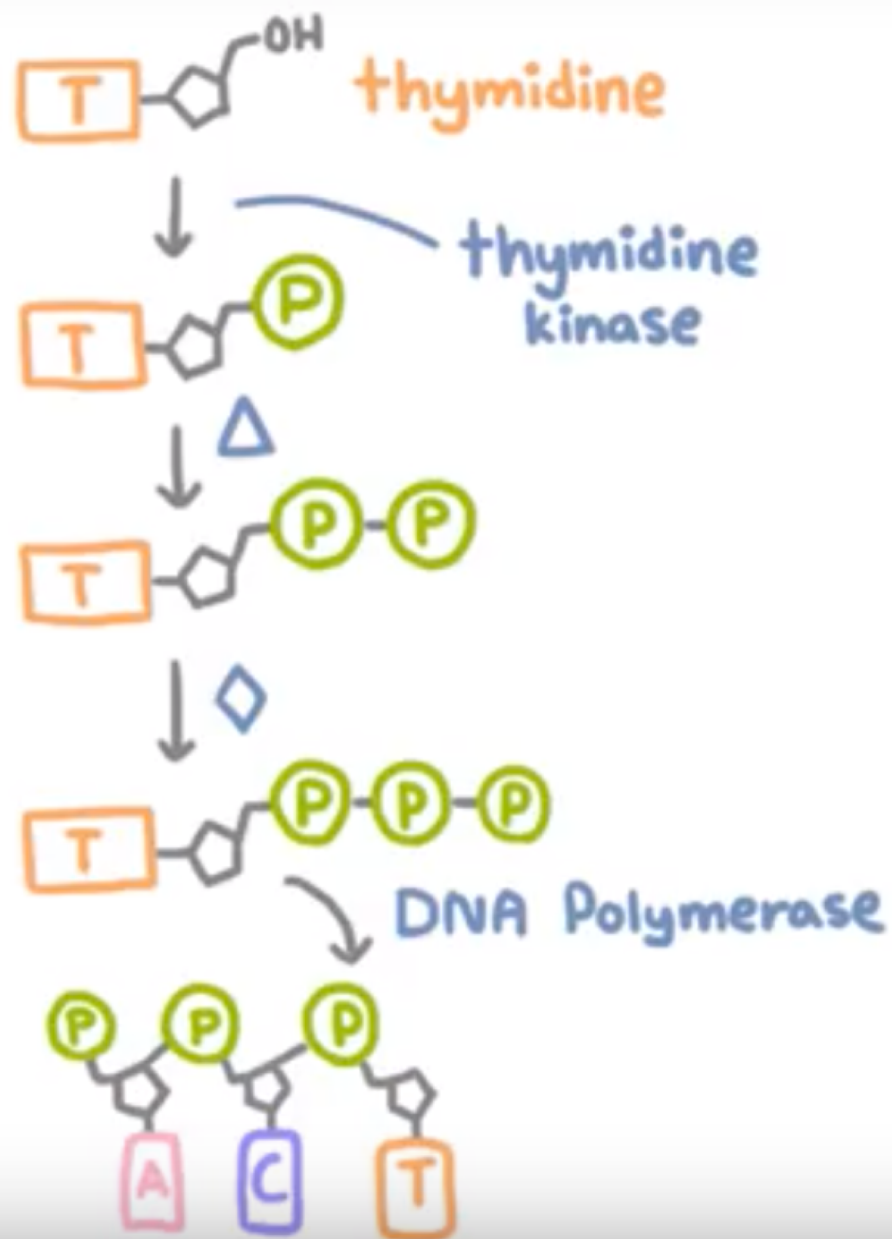 T OH thymidine
thymidine
kinase
T P
T P P
T P P P
DNA Polymerase
P P P
A C T